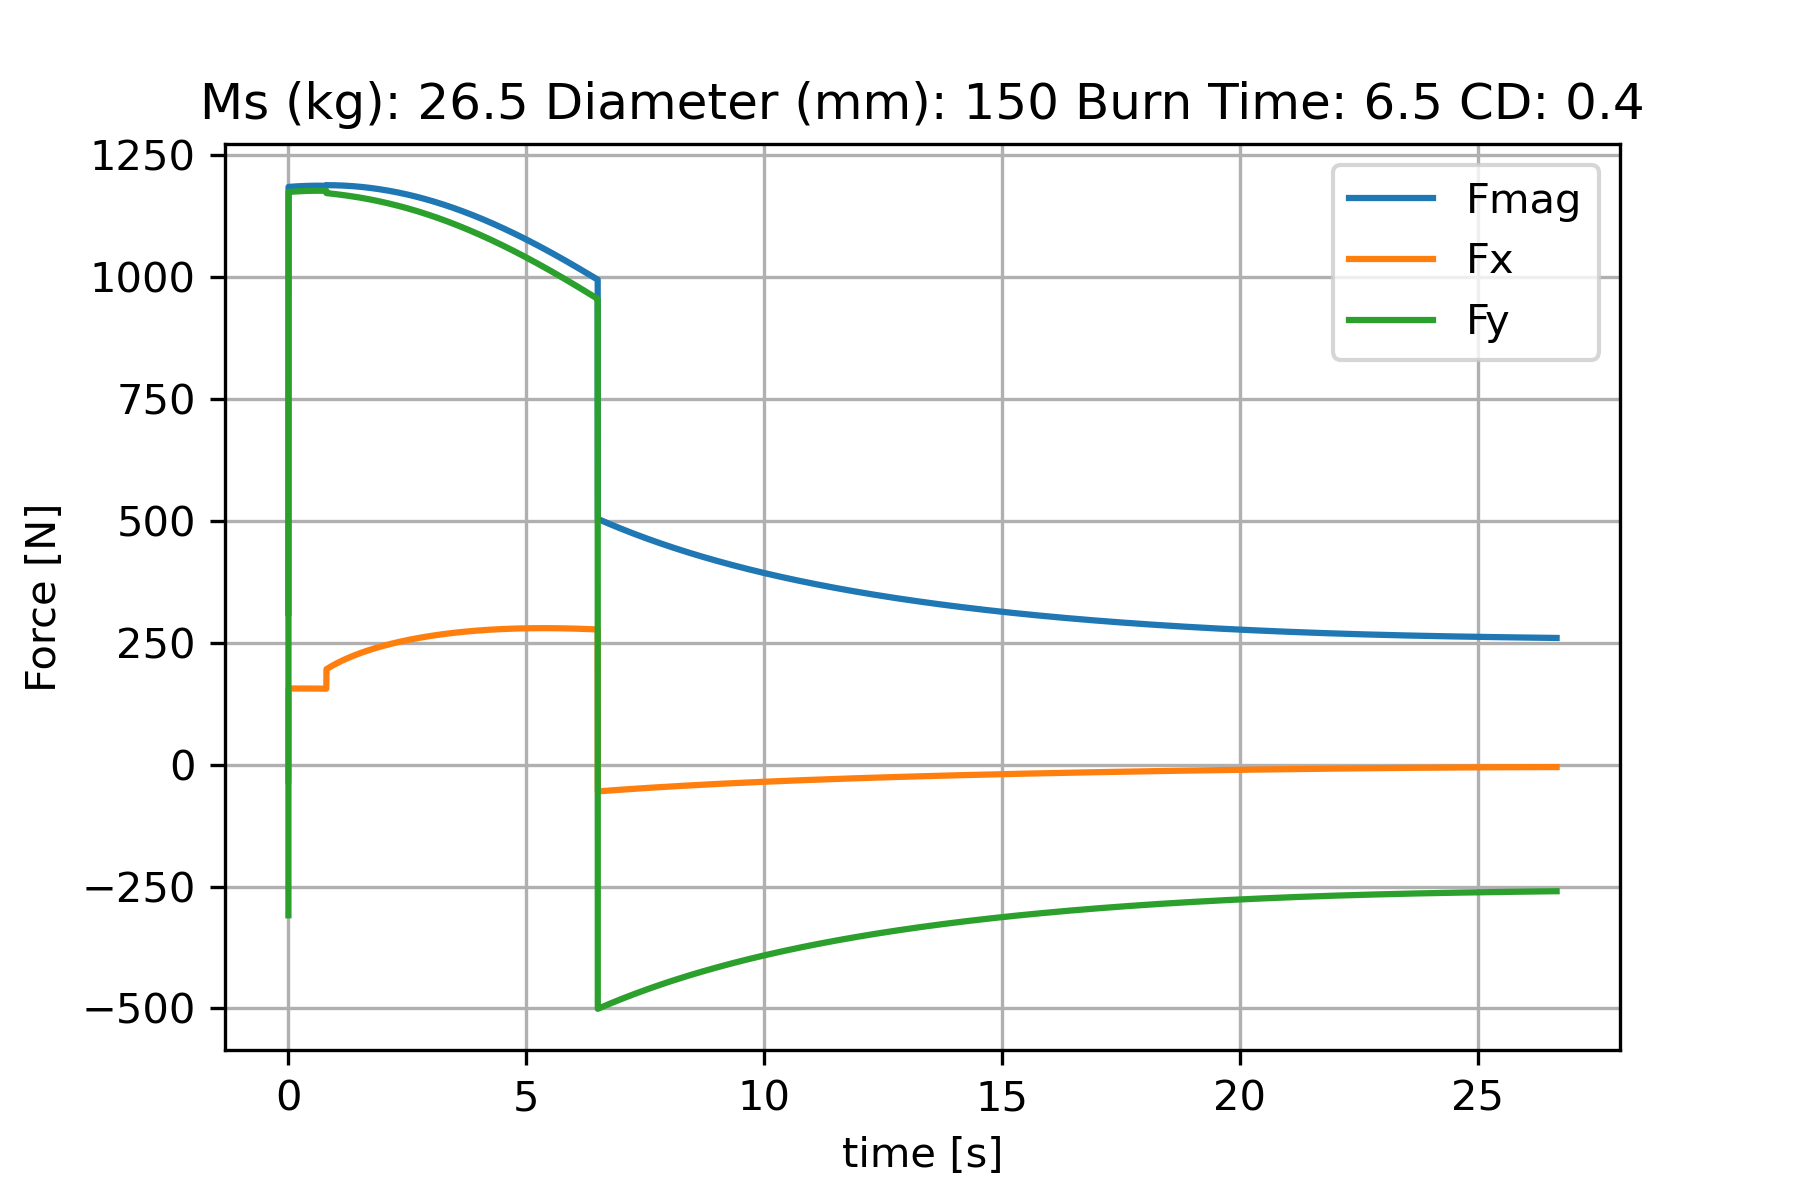 Ms (kg): 26.5 Diameter (mm): 150 Burn Time: 6.5 CD: 0.4
1250
1000
750
500
250
0
−250
−500
Force [N]
Fmag
Fx
Fy
0 5 10 15 20 25
time [s]